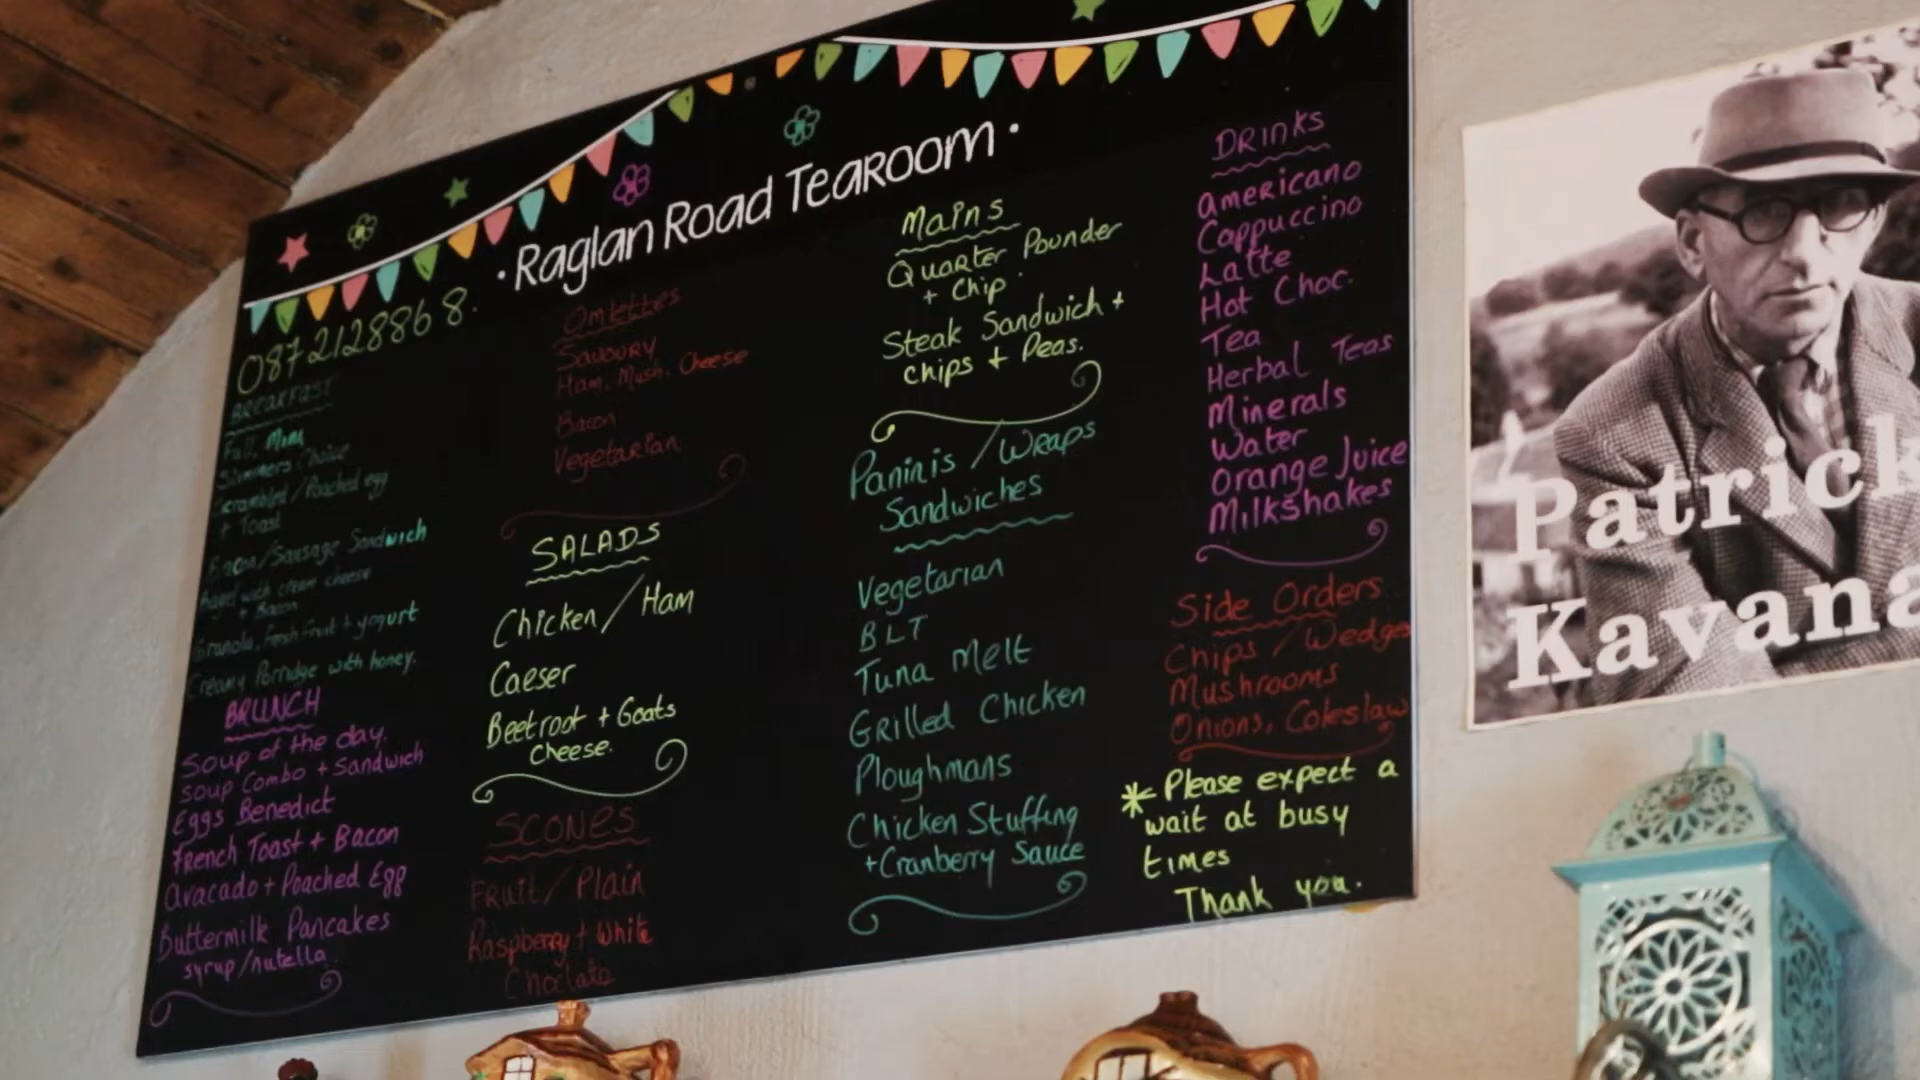 · Raglan Road Tearoom ·
087 2128868.
BREAKFAST
Full, Mini
Slimmers Choice
Scrambled / Poached egg
+ Toast
Bacon / Sausage Sandwich
Bagel with cream cheese
+ Bacon
Granola, fresh fruit + yogurt
Creamy Porridge with honey.
BRUNCH
Soup of the day.
Soup Combo + Sandwich
Eggs Benedict
French Toast + Bacon
Avacado + Poached Egg
Buttermilk Pancakes
syrup/nutella
Omlettes
Savoury
Ham, Mush, Cheese
Bacon
Vegetarian
SALADS
Chicken / Ham
Caeser
Beetroot + Goats
Cheese.
SCONES
Fruit / Plain
Raspberry + White
Choclate
Mains
Quarter Pounder
+ Chip
Steak Sandwich +
Chips + Peas.
Paninis / Wraps
Sandwiches
Vegetarian
BLT
Tuna Melt
Grilled Chicken
Ploughmans
Chicken Stuffing
+ Cranberry Sauce
DRINKS
Americano
Cappuccino
Latte
Hot Choc.
Tea
Herbal Teas
Minerals
Water
Orange Juice
Milkshakes
Side Orders
Chips / Wedges
Mushrooms
Onions, Coleslaw
* Please expect a
wait at busy
times
Thank you.
Patrick
Kavana